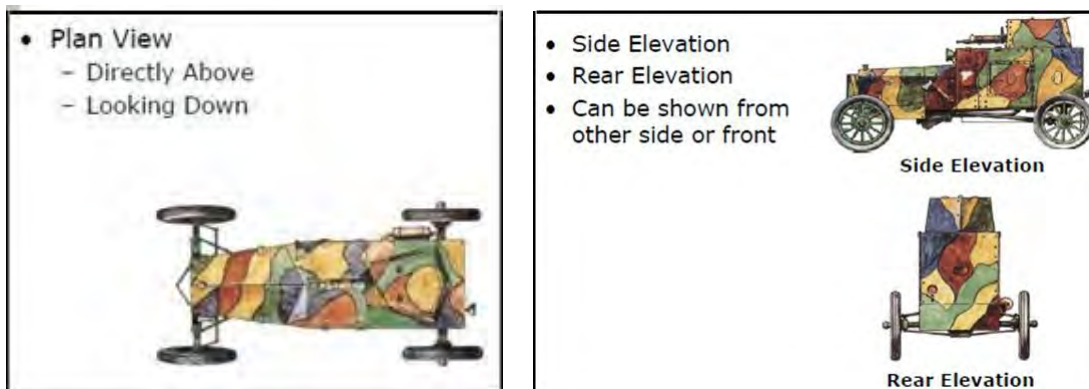 • Plan View
– Directly Above
– Looking Down
• Side Elevation
• Rear Elevation
• Can be shown from
other side or front
Side Elevation
Rear Elevation